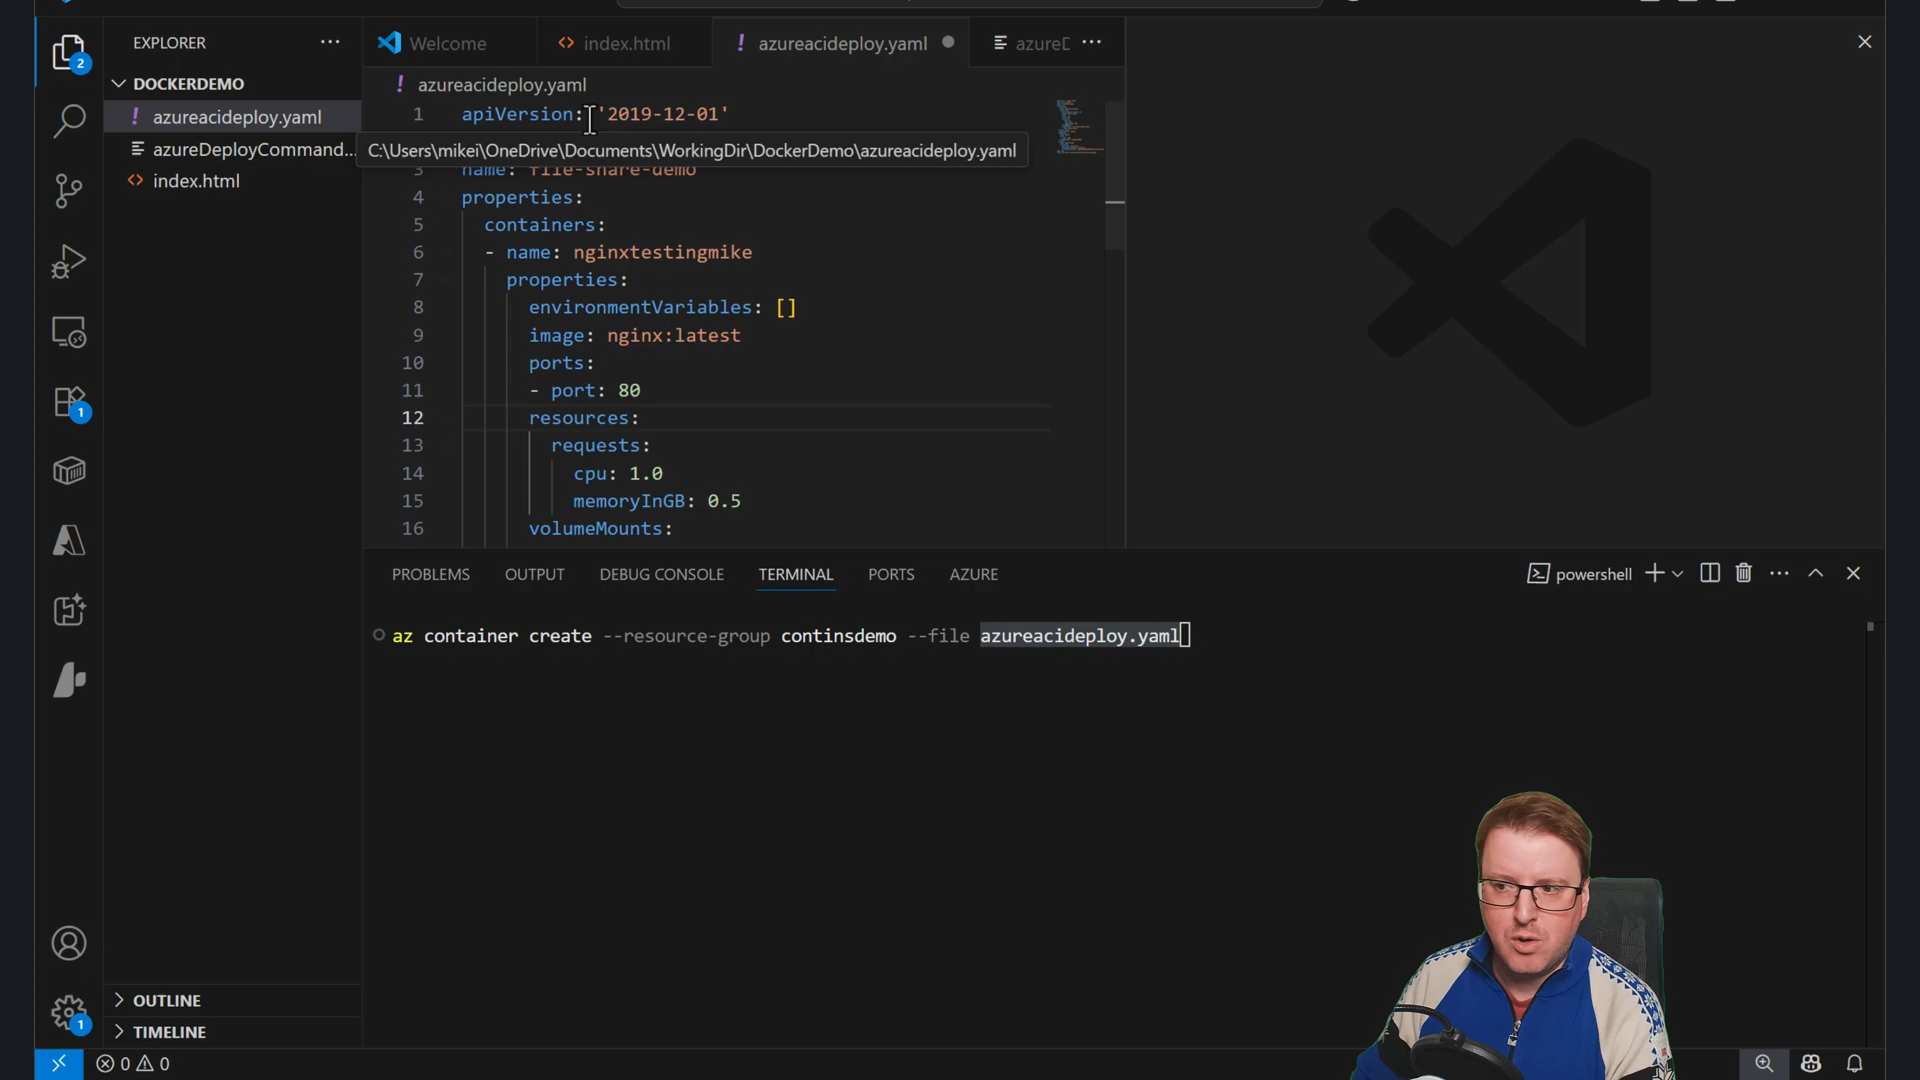 EXPLORER
Welcome
index.html
azureacideploy.yaml
azureD
2
DOCKERDEMO
azureacideploy.yaml
azureDeployCommand...
index.html
azureacideploy.yaml
1 apiVersion: '2019-12-01'
C:\Users\mikei\OneDrive\Documents\WorkingDir\DockerDemo\azureacideploy.yaml
3 name: file-share-demo
4 properties:
5 containers:
6 - name: nginxtestingmike
7 properties:
8 environmentVariables: []
9 image: nginx:latest
10 ports:
11 - port: 80
12 resources:
13 requests:
14 cpu: 1.0
15 memoryInGB: 0.5
16 volumeMounts:
1
PROBLEMS OUTPUT DEBUG CONSOLE TERMINAL PORTS AZURE
powershell
az container create --resource-group continsdemo --file azureacideploy.yaml
OUTLINE
TIMELINE
1
0 0